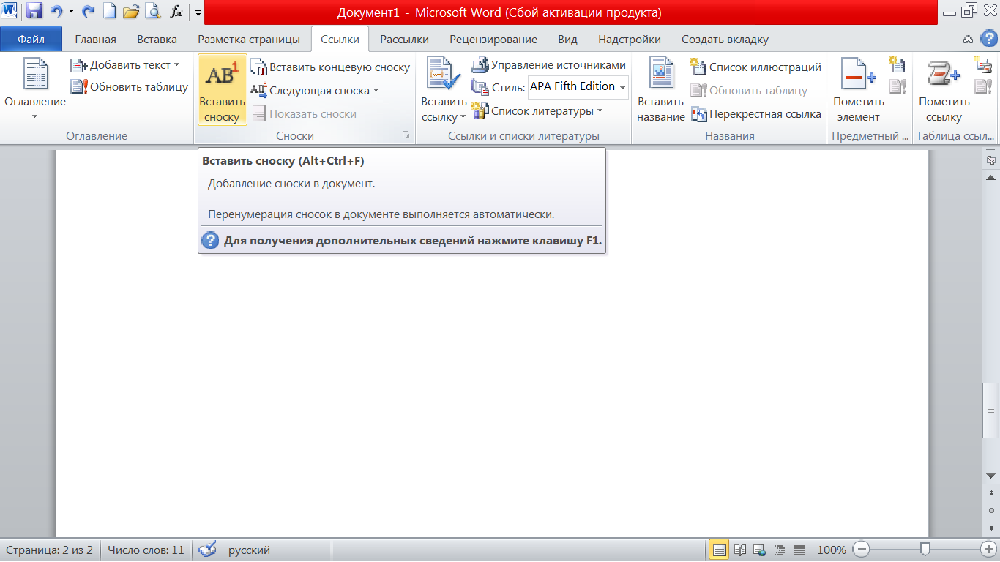 Документ1 - Microsoft Word (Сбой активации продукта)
Файл Главная Вставка Разметка страницы Ссылки Рассылки Рецензирование Вид Надстройки Создать вкладку
Оглавление
Добавить текст
Обновить таблицу
Оглавление
AB1
Вставить
сноску
Вставить концевую сноску
Следующая сноска
Показать сноски
Сноски
Вставить
ссылку
Управление источниками
Стиль: APA Fifth Edition
Список литературы
Ссылки и списки литературы
Вставить
название
Список иллюстраций
Обновить таблицу
Перекрестная ссылка
Названия
Пометить
элемент
Предметный ...
Пометить
ссылку
Таблица ссыл...
Вставить сноску (Alt+Ctrl+F)
Добавление сноски в документ.
Перенумерация сносок в документе выполняется автоматически.
Для получения дополнительных сведений нажмите клавишу F1.
Страница: 2 из 2 Число слов: 11 русский 100%